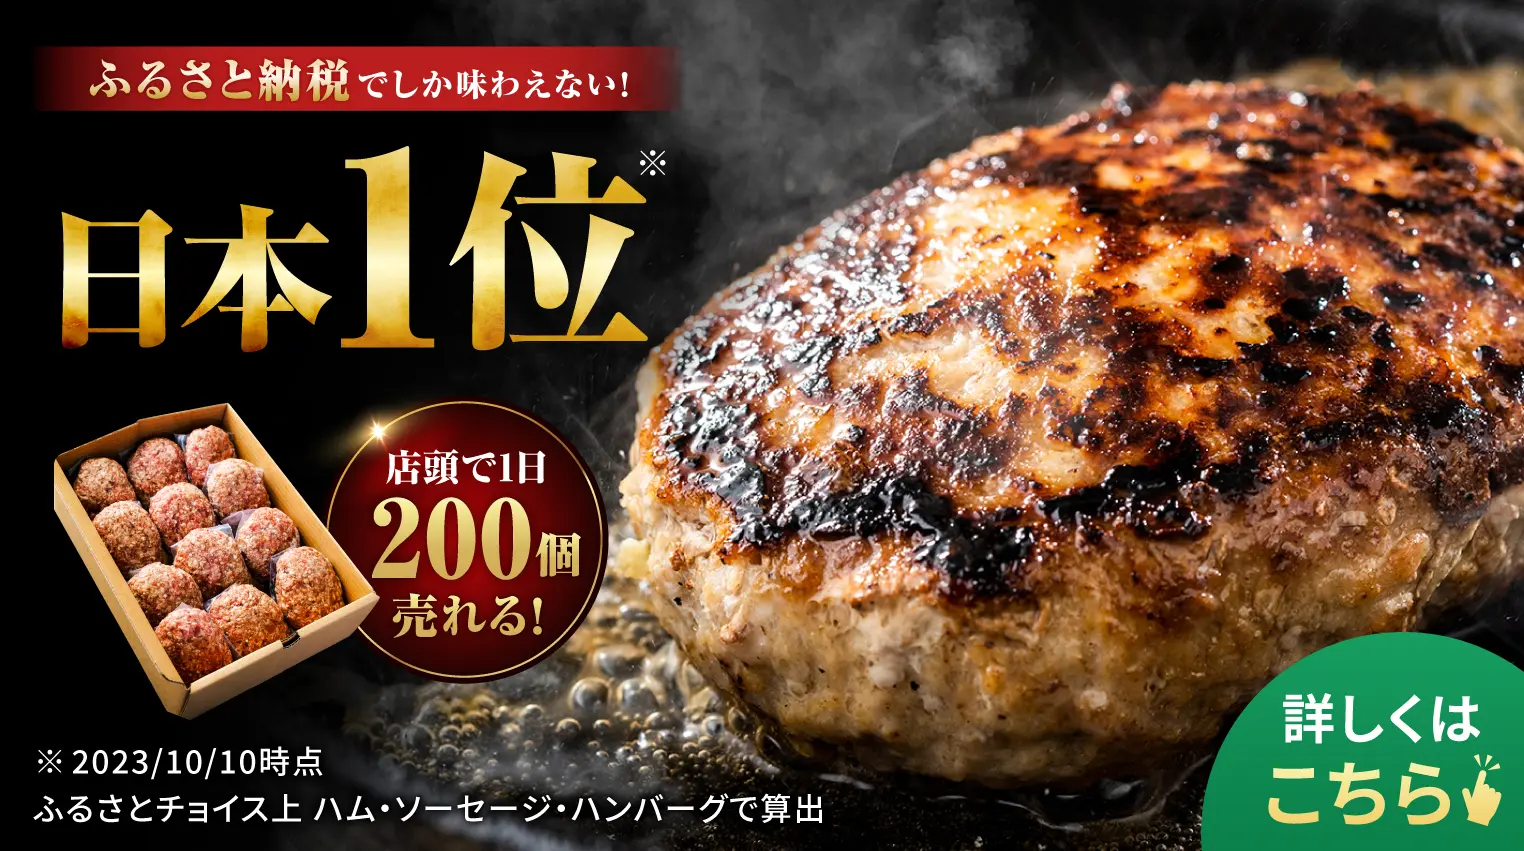 ふるさと納税でしか味わえない!
日本1位※
店頭で1日
200個
売れる!
※2023/10/10時点
ふるさとチョイス上 ハム・ソーセージ・ハンバーグで算出
詳しくは
こちら